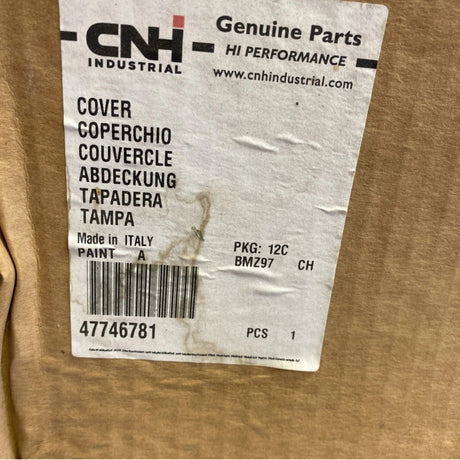 CNH
INDUSTRIAL
Genuine Parts
HI PERFORMANCE
www.cnhindustrial.com
COVER
COPERCHIO
COUVERCLE
ABDECKUNG
TAPADERA
TAMPA
Made in ITALY
PAINT A
PKG: 12C
BMZ97 CH
47746781
PCS 1